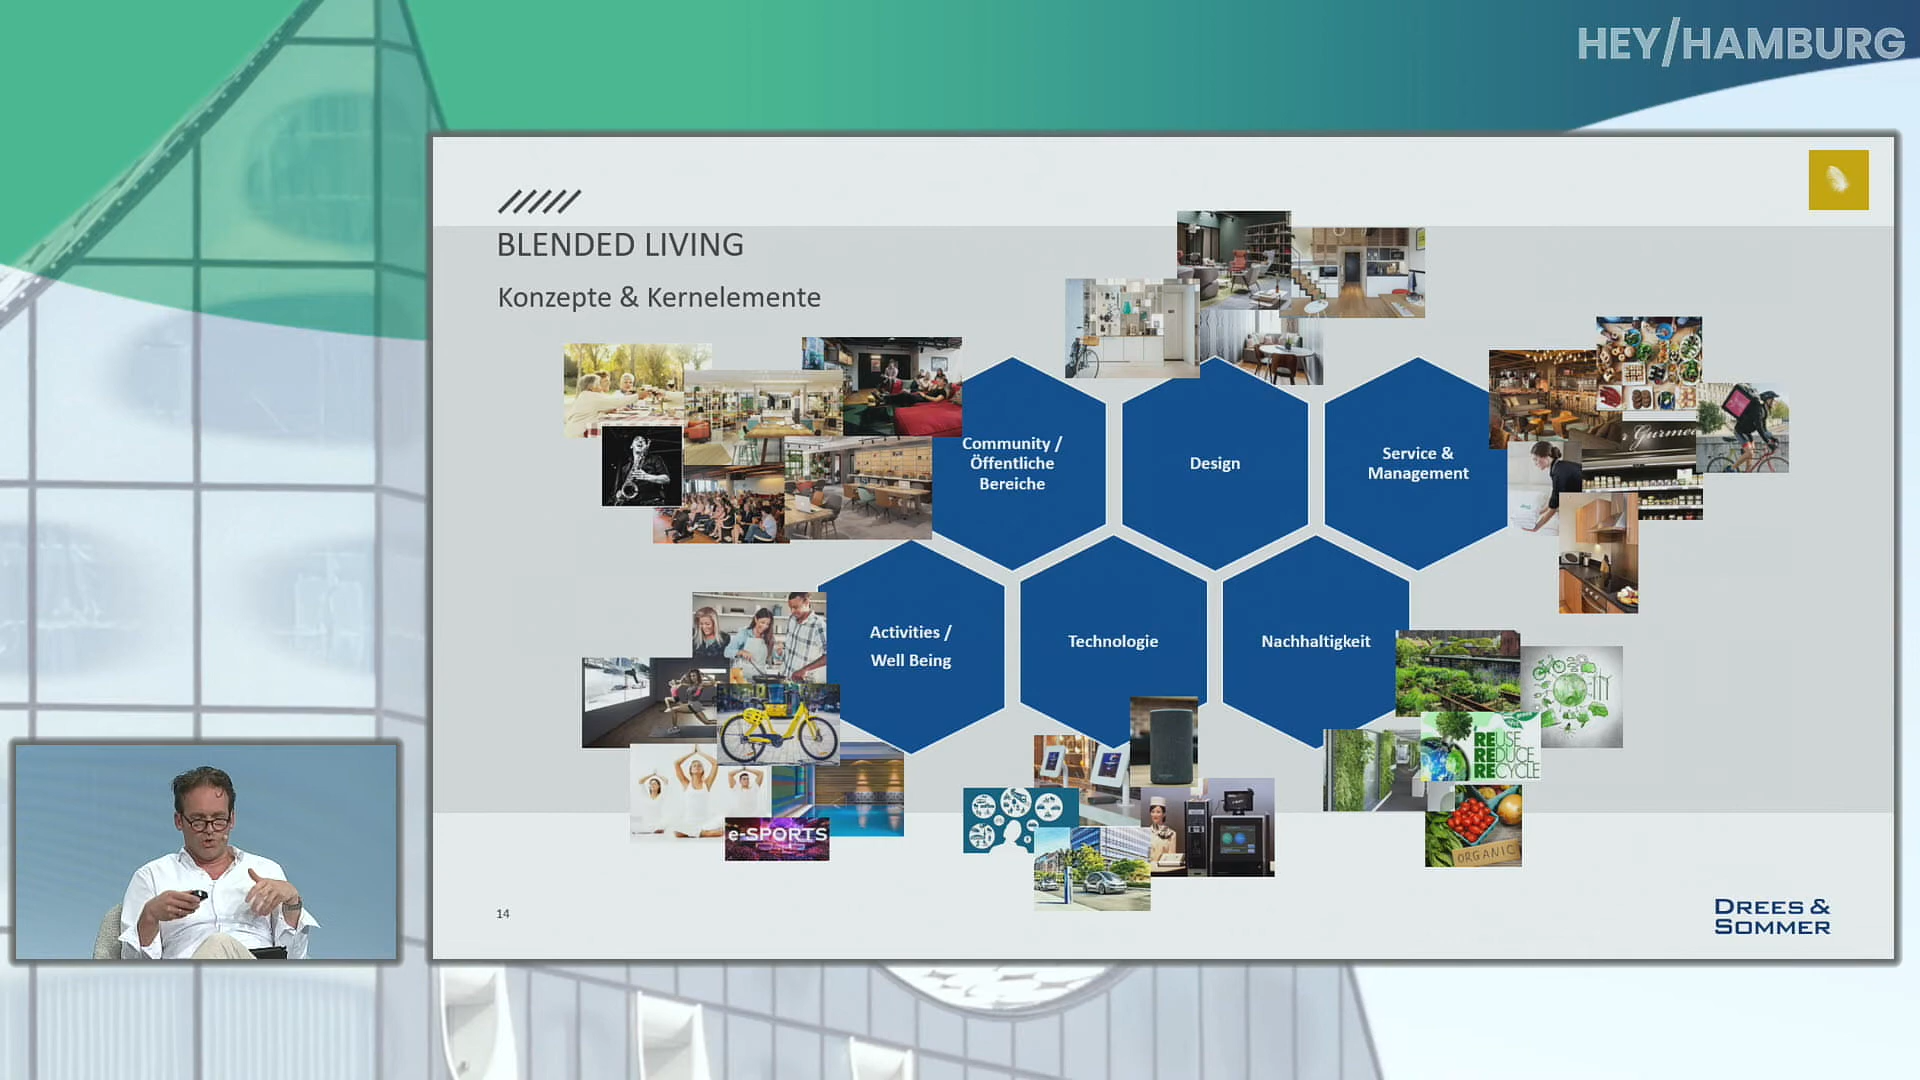 HEY/HAMBURG
BLENDED LIVING
Konzepte & Kernelemente
Community /
Öffentliche
Bereiche
Design
Service &
Management
Gurme
Activities /
Well Being
Technologie
Nachhaltigkeit
REUSE
REDUCE
RECYCLE
e-SPORTS
ORGANIC
14
DREES &
SOMMER